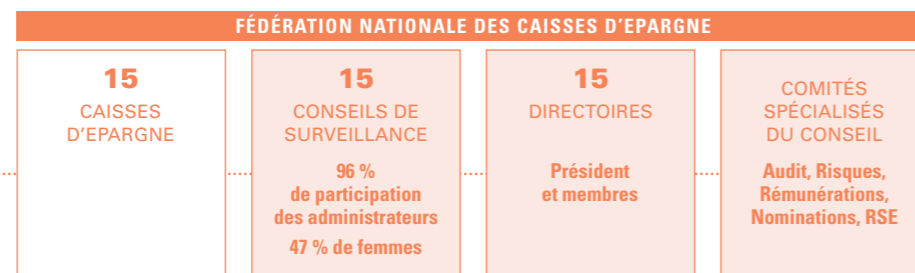 FÉDÉRATION NATIONALE DES CAISSES D'EPARGNE
15
CAISSES
D'EPARGNE
15
CONSEILS DE
SURVEILLANCE
96 %
de participation
des administrateurs
47 % de femmes
15
DIRECTOIRES
Président
et membres
COMITÉS
SPÉCIALISÉS
DU CONSEIL
Audit, Risques,
Rémunérations,
Nominations, RSE